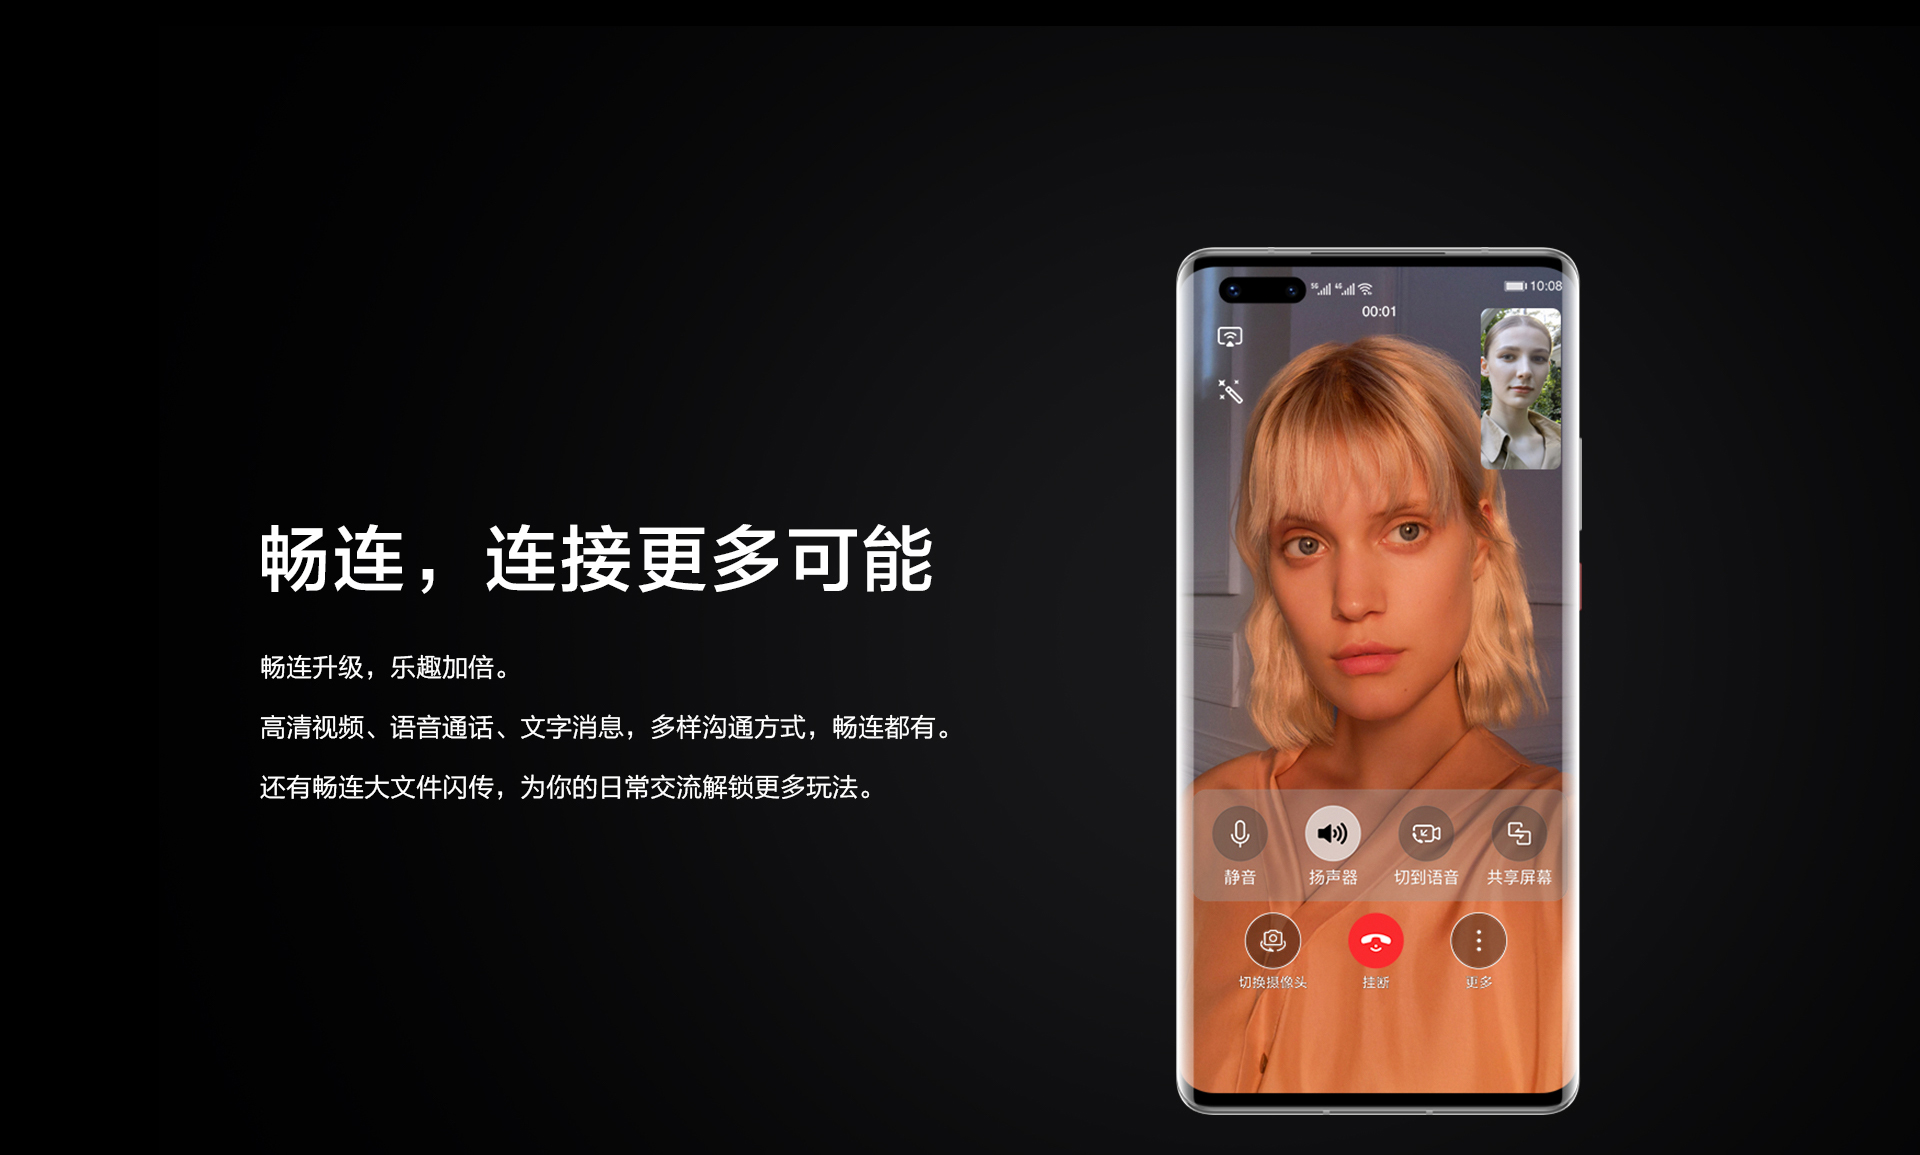 畅连，连接更多可能
畅连升级，乐趣加倍。
高清视频、语音通话、文字消息，多样沟通方式，畅连都有。
还有畅连大文件闪传，为你的日常交流解锁更多玩法。
5G 4G 10:08
00:01
静音 扬声器 切到语音 共享屏幕
切换摄像头 挂断 更多